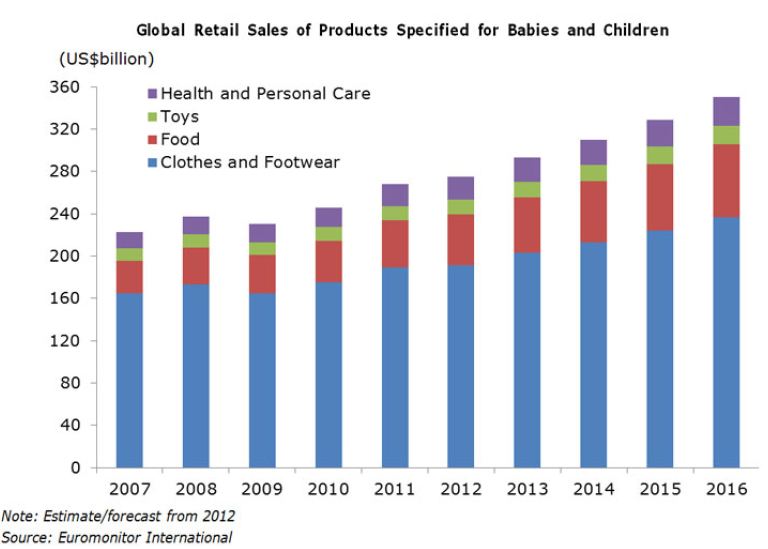 Global Retail Sales of Products Specified for Babies and Children
(US$billion)
360
320
280
240
200
160
120
80
40
0
Health and Personal Care
Toys
Food
Clothes and Footwear
2007 2008 2009 2010 2011 2012 2013 2014 2015 2016
Note: Estimate/forecast from 2012
Source: Euromonitor International